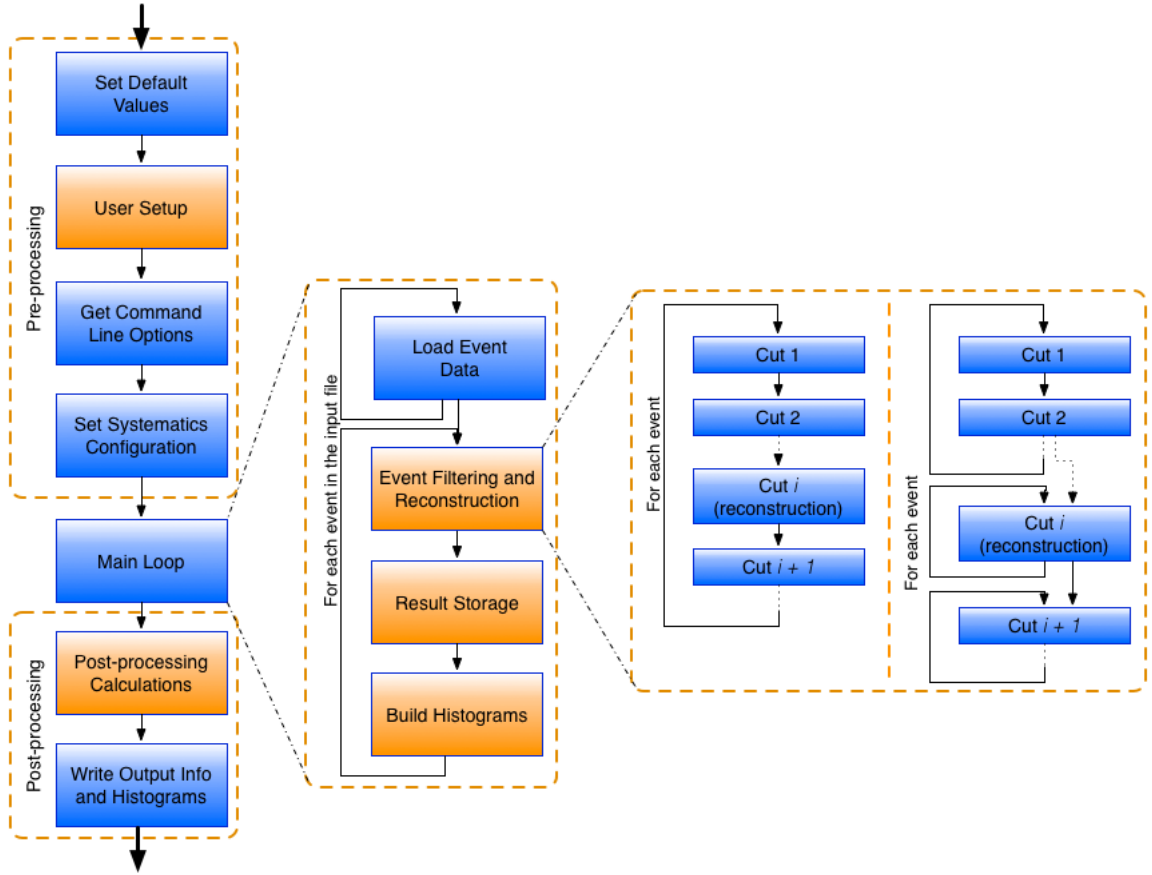 Pre-processing
Set Default
Values
User Setup
Get Command
Line Options
Set Systematics
Configuration
Main Loop
Post-processing
Post-processing
Calculations
Write Output Info
and Histograms
For each event in the input file
Load Event
Data
Event Filtering and
Reconstruction
Result Storage
Build Histograms
For each event
Cut 1
Cut 2
Cut i
(reconstruction)
Cut i + 1
For each event
Cut 1
Cut 2
Cut i
(reconstruction)
Cut i + 1